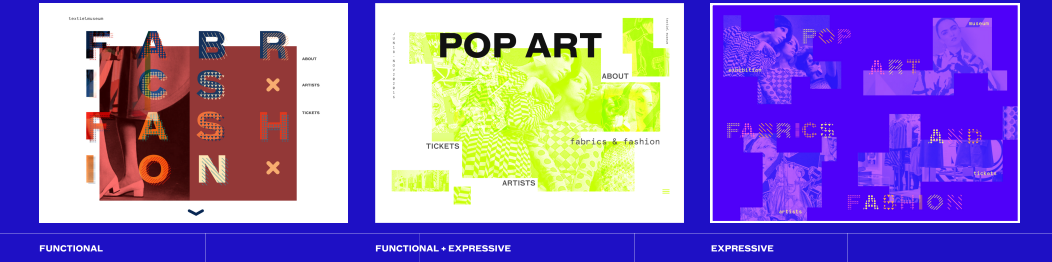 textielmuseum
FABR
ICS×
FASH
ION×
ABOUT
ARTISTS
TICKETS
POP ART
ABOUT
fabrics & fashion
TICKETS
ARTISTS
museum
POP
exhibition
ART
FABRICS
AND
tickets
FASHION
artists
FUNCTIONAL
FUNCTIONAL + EXPRESSIVE
EXPRESSIVE